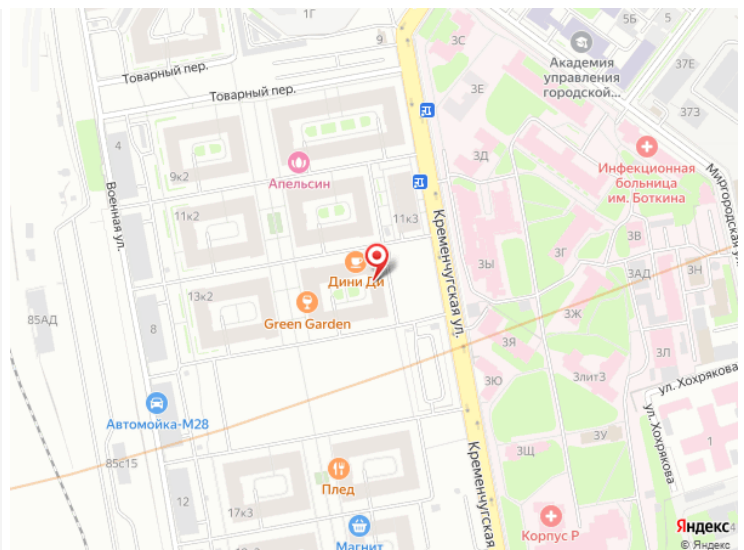 1Г
5Б
5
9
3С
Академия
управления
городской...
37Е
Товарный пер.
Товарный пер.
3Е
373
4
3Д
Инфекционная
больница
им. Боткина
9к2
Апельсин
Миргородская ул.
Военная ул.
11к2
11к3
Кременчугская ул.
3В
3Г
3Ы
3АД
3Н
Дини Ди
13к2
Green Garden
85АД
8
3Ж
3Я
3Л
3Ю
3литЗ
ул. Хохрякова
Автомойка-М28
ул. Хохрякова
3У
1
3Щ
85с15
Кременчугская
12
Плед
17к3
Корпус Р
Магнит
Яндекс
4
© Яндекс